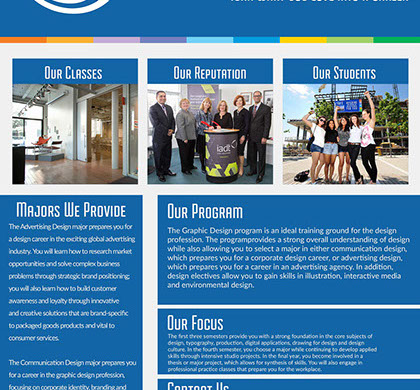 Our Classes
Our Reputation
Our Students
iadt
Majors We Provide
The Advertising Design major prepares you for
a design career in the exciting global advertising
industry. You will learn how to research market
opportunities and solve complex business
problems through strategic brand positioning;
you will also learn how to build customer
awareness and loyalty through innovative
and creative solutions that are brand-specific
to packaged goods products and vital to
consumer services.
The Communication Design major prepares you
for a career in the graphic design profession,
focusing on corporate identity, branding and
Our Program
The Graphic Design program is an ideal training ground for the design
profession. The programprovides a strong overall understanding of design
while also allowing you to select a major in either communication design,
which prepares you for a corporate design career, or advertising design,
which prepares you for a career in an advertising agency. In addition,
design electives allow you to gain skills in illustration, interactive media
and environmental design.
Our Focus
The first three semesters provide you with a strong foundation in the core subjects of
design, typography, production, digital applications, drawing for design and design
culture. In the fourth semester, you choose a major while continuing to develop applied
skills through intensive studio projects. In the final year, you become involved in a
thesis or major project, which is entirely of your choosing. You will also engage in
professional practice classes that prepare you for the workplace.
Contact Us